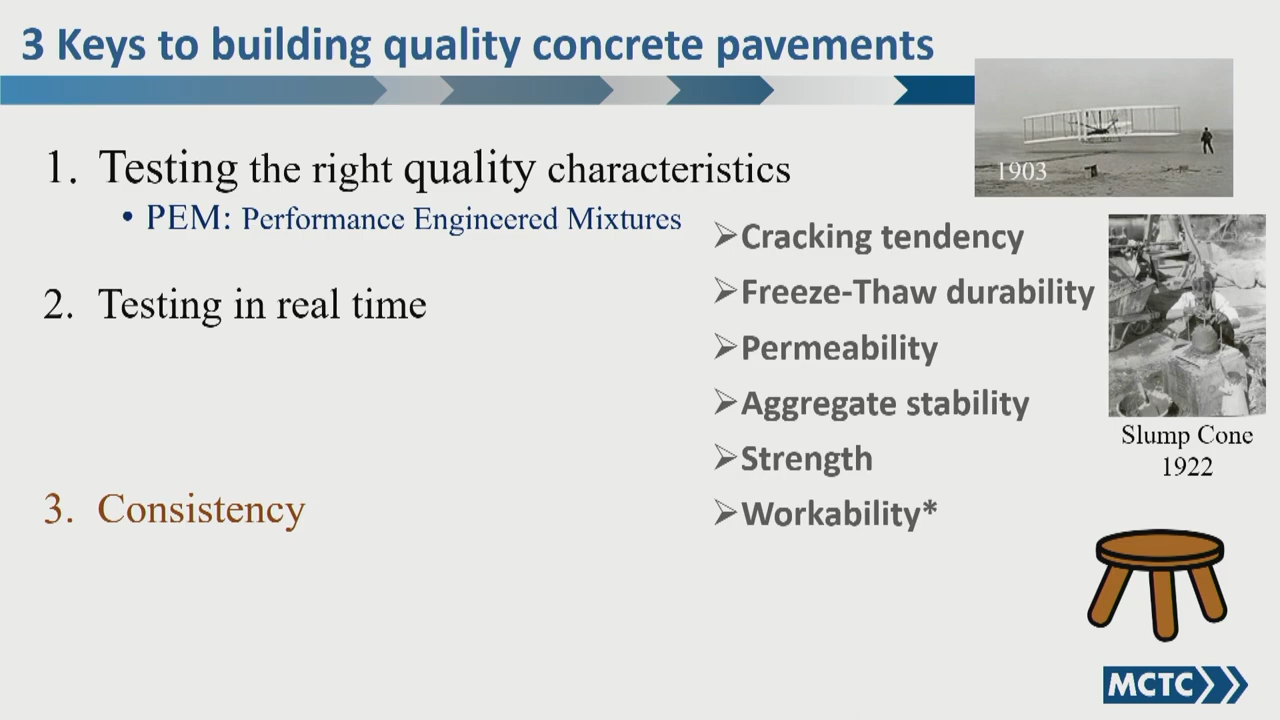 3 Keys to building quality concrete pavements
1903
1. Testing the right quality characteristics
• PEM: Performance Engineered Mixtures
2. Testing in real time
3. Consistency
➢Cracking tendency
➢Freeze-Thaw durability
➢Permeability
➢Aggregate stability
➢Strength
➢Workability*
Slump Cone
1922
MCTC